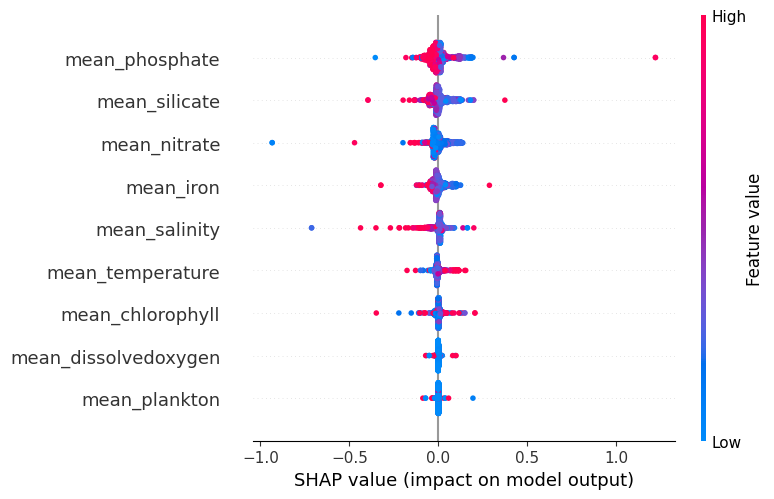 High
mean_phosphate
mean_silicate
mean_nitrate
mean_iron
mean_salinity
mean_temperature
mean_chlorophyll
mean_dissolvedoxygen
mean_plankton
Feature value
Low
−1.0 −0.5 0.0 0.5 1.0
SHAP value (impact on model output)